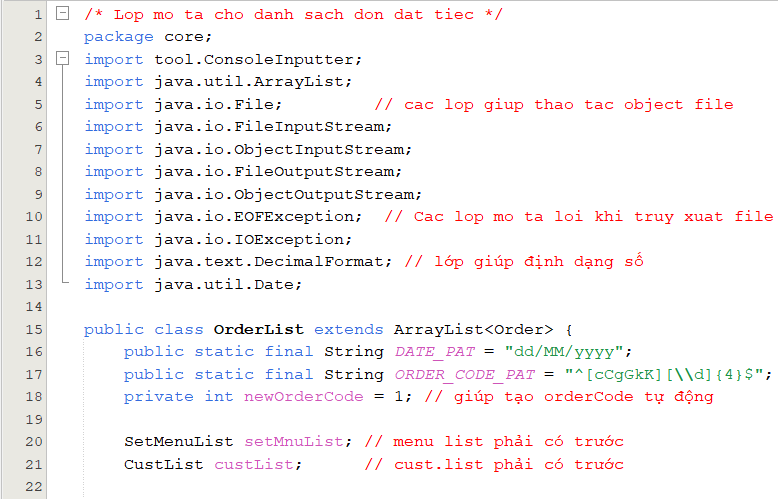 1 /* Lop mo ta cho danh sach don dat tiec */
2 package core;
3 import tool.ConsoleInputter;
4 import java.util.ArrayList;
5 import java.io.File; // cac lop giup thao tac object file
6 import java.io.FileInputStream;
7 import java.io.ObjectInputStream;
8 import java.io.FileOutputStream;
9 import java.io.ObjectOutputStream;
10 import java.io.EOFException; // Cac lop mo ta loi khi truy xuat file
11 import java.io.IOException;
12 import java.text.DecimalFormat; // lớp giúp định dạng số
13 import java.util.Date;
14
15 public class OrderList extends ArrayList<Order> {
16 public static final String DATE_PAT = "dd/MM/yyyy";
17 public static final String ORDER_CODE_PAT = "^[cCgGkK][\\d]{4}$";
18 private int newOrderCode = 1; // giúp tạo orderCode tự động
19
20 SetMenuList setMnuList; // menu list phải có trước
21 CustList custList; // cust.list phải có trước
22